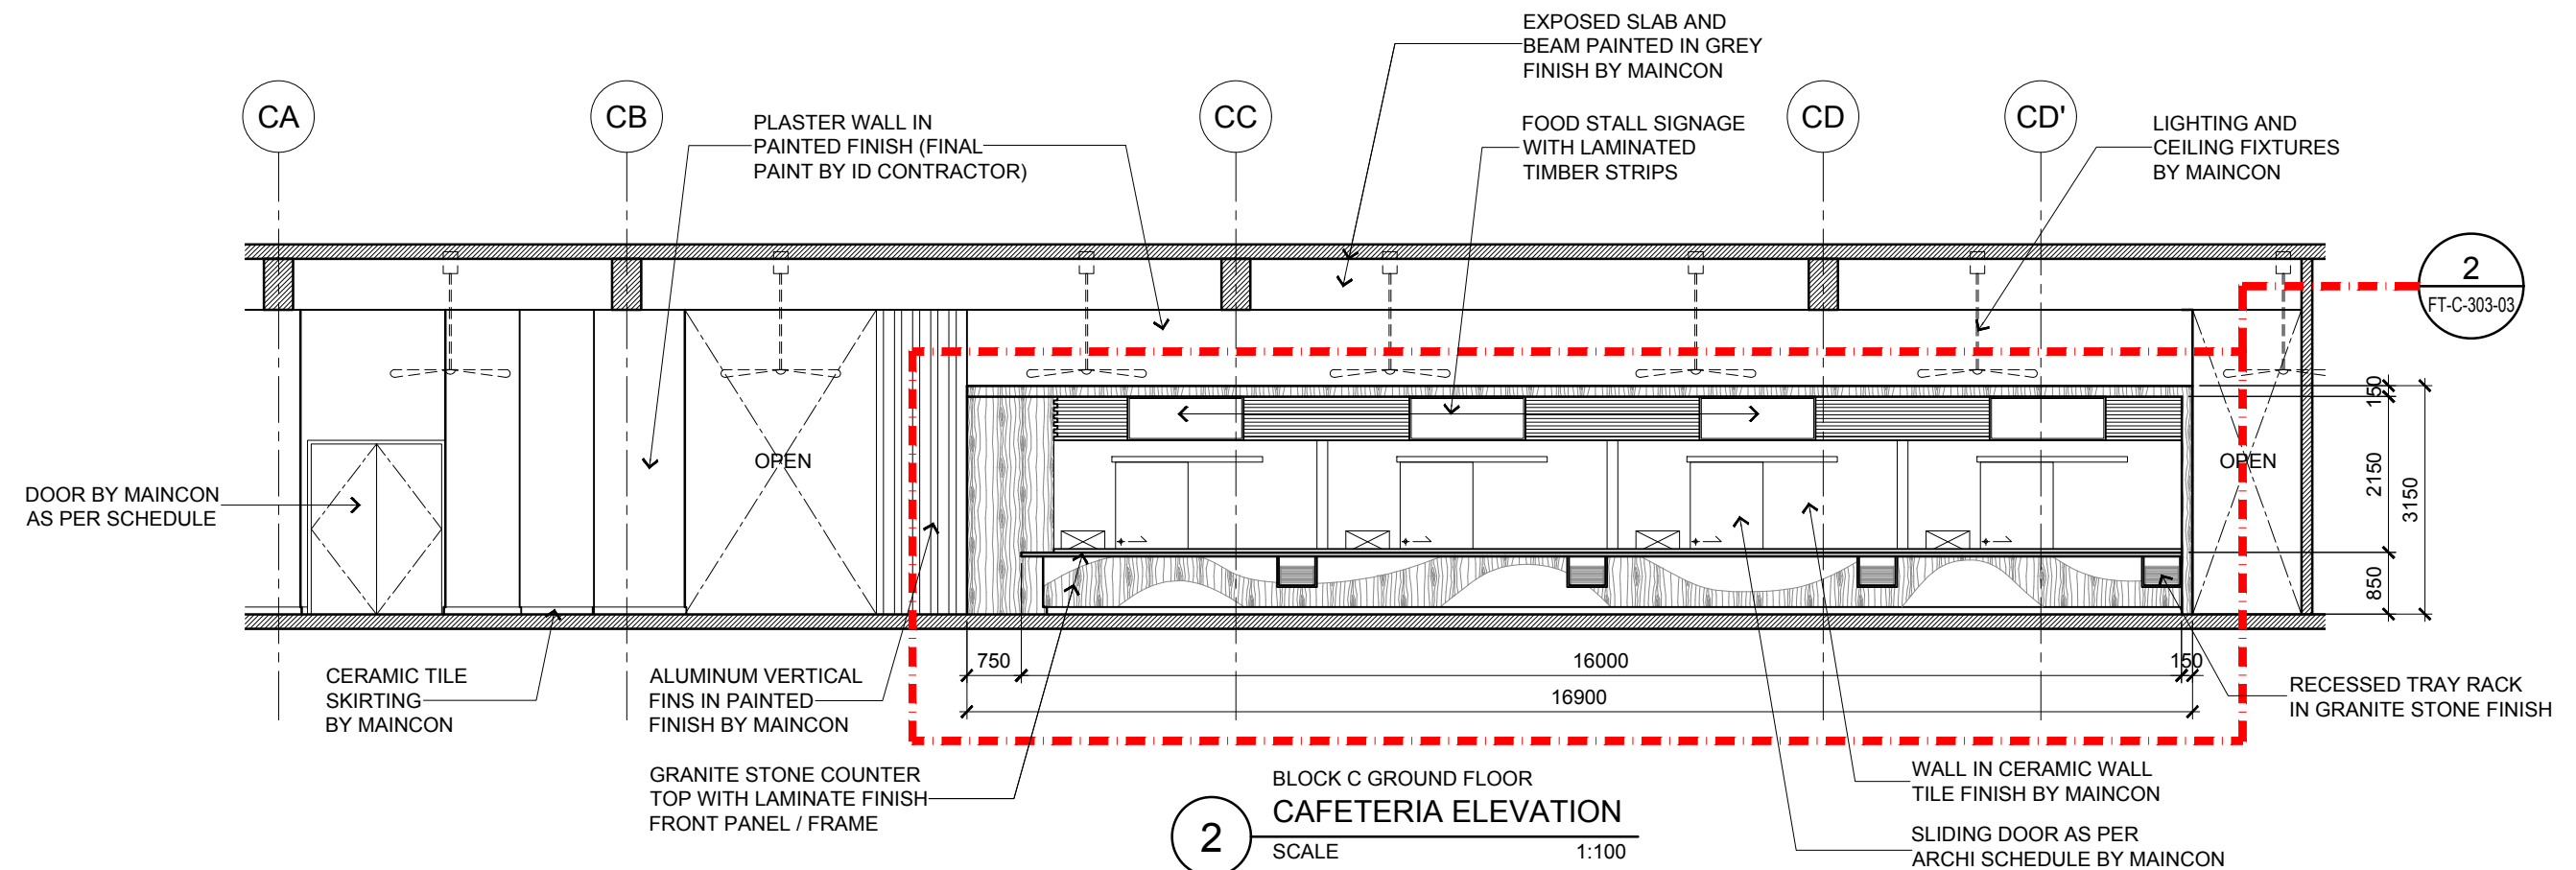 EXPOSED SLAB AND
BEAM PAINTED IN GREY
FINISH BY MAINCON
CA
CB
CC
CD
CD'
PLASTER WALL IN
PAINTED FINISH (FINAL
PAINT BY ID CONTRACTOR)
FOOD STALL SIGNAGE
WITH LAMINATED
TIMBER STRIPS
LIGHTING AND
CEILING FIXTURES
BY MAINCON
2
FT-C-303-03
OPEN
OPEN
DOOR BY MAINCON
AS PER SCHEDULE
150
2150
3150
850
750
16000
150
16900
CERAMIC TILE
SKIRTING
BY MAINCON
ALUMINUM VERTICAL
FINS IN PAINTED
FINISH BY MAINCON
RECESSED TRAY RACK
IN GRANITE STONE FINISH
GRANITE STONE COUNTER
TOP WITH LAMINATE FINISH
FRONT PANEL / FRAME
WALL IN CERAMIC WALL
TILE FINISH BY MAINCON
SLIDING DOOR AS PER
ARCHI SCHEDULE BY MAINCON
2
BLOCK C GROUND FLOOR
CAFETERIA ELEVATION
SCALE 1:100